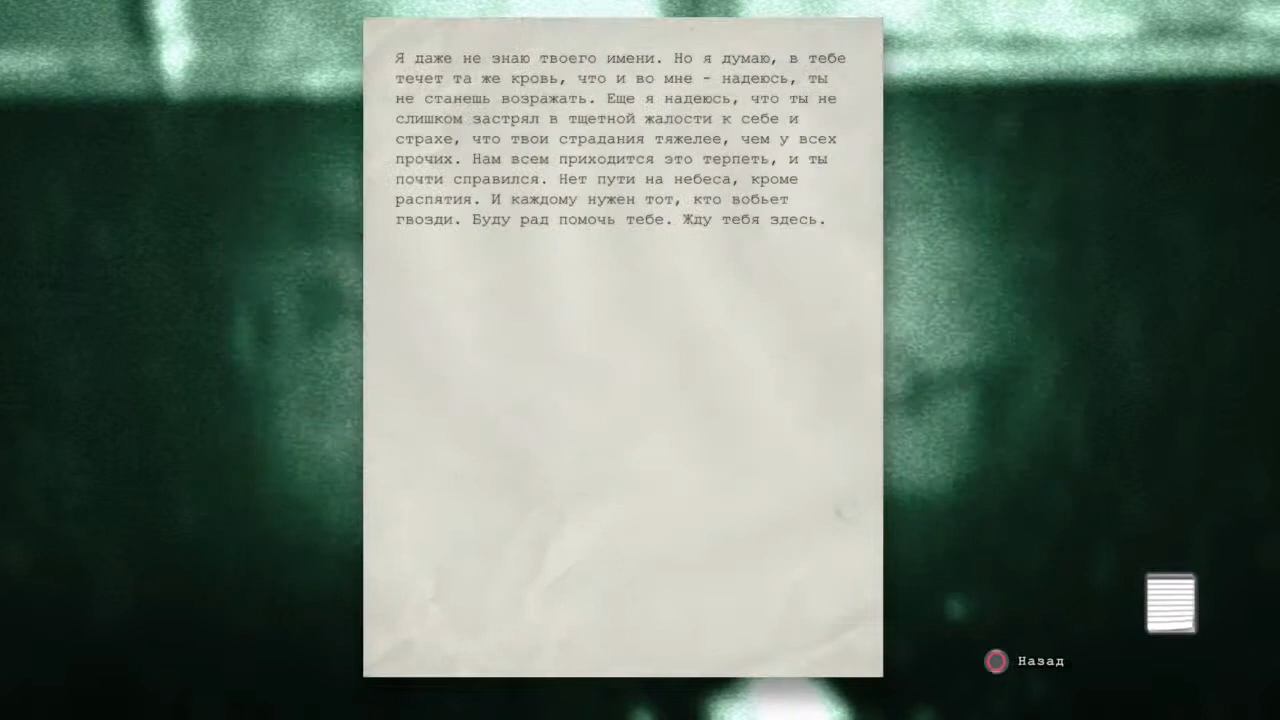 Я даже не знаю твоего имени. Но я думаю, в тебе
течет та же кровь, что и во мне - надеюсь, ты
не станешь возражать. Еще я надеюсь, что ты не
слишком застрял в тщетной жалости к себе и
страхе, что твои страдания тяжелее, чем у всех
прочих. Нам всем приходится это терпеть, и ты
почти справился. Нет пути на небеса, кроме
распятия. И каждому нужен тот, кто вобьет
гвозди. Буду рад помочь тебе. Жду тебя здесь.
Назад